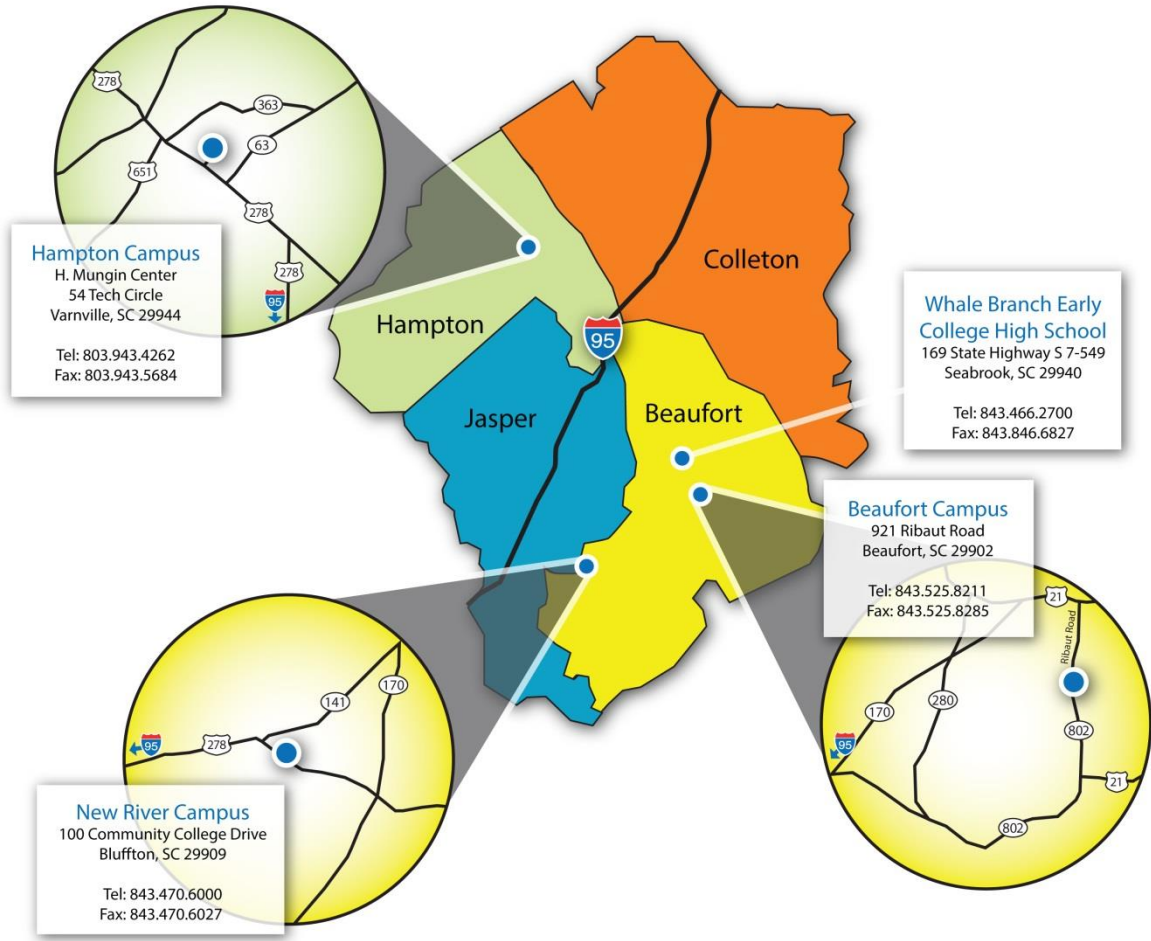 278
363
63
651
278
278
95
Hampton Campus
H. Mungin Center
54 Tech Circle
Varnville, SC 29944
Tel: 803.943.4262
Fax: 803.943.5684
Colleton
Hampton
95
Jasper
Beaufort
Whale Branch Early
College High School
169 State Highway S 7-549
Seabrook, SC 29940
Tel: 843.466.2700
Fax: 843.846.6827
Beaufort Campus
921 Ribaut Road
Beaufort, SC 29902
Tel: 843.525.8211
Fax: 843.525.8285
21
Ribaut Road
170
280
802
95
21
802
170
141
278
95
New River Campus
100 Community College Drive
Bluffton, SC 29909
Tel: 843.470.6000
Fax: 843.470.6027